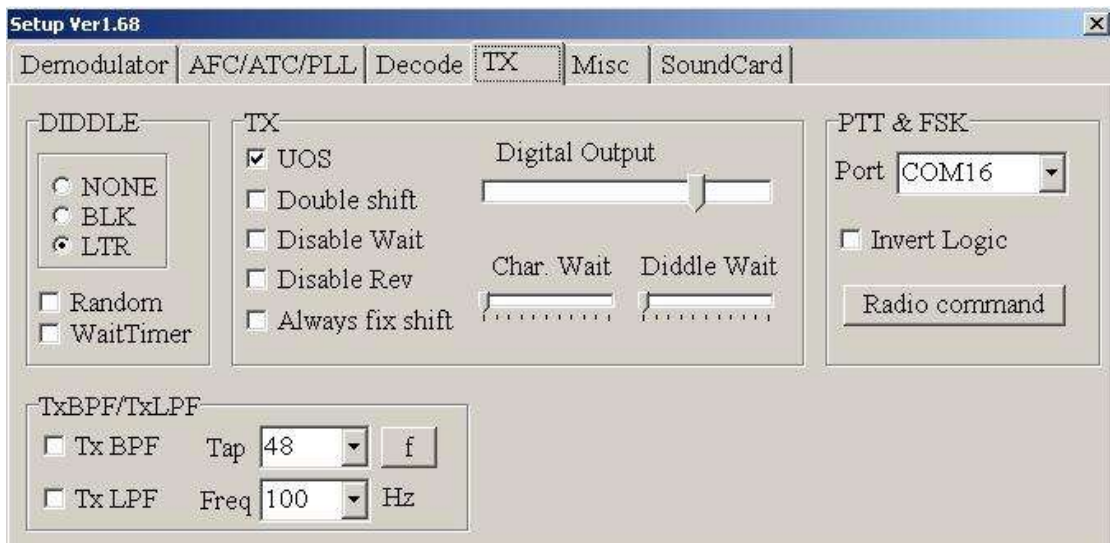 Setup Ver1.68
Demodulator AFC/ATC/PLL Decode TX Misc SoundCard
DIDDLE
NONE
BLK
LTR
Random
WaitTimer
TX
UOS
Double shift
Disable Wait
Disable Rev
Always fix shift
Digital Output
Char. Wait Diddle Wait
PTT & FSK
Port COM16
Invert Logic
Radio command
TxBPF/TxLPF
Tx BPF Tap 48 f
Tx LPF Freq 100 Hz